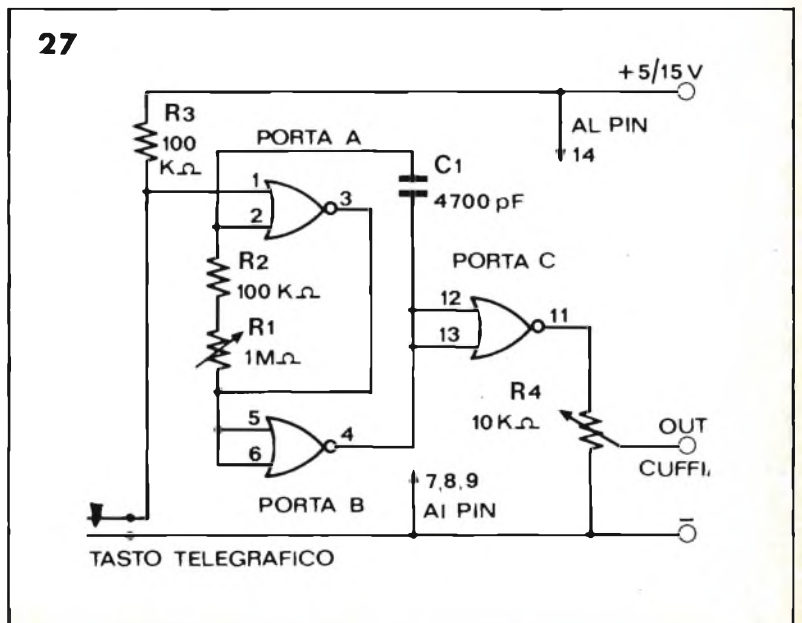 27
+5/15 V
R3
100
KΩ
PORTA A
AL PIN
14
C1
4700 pF
1
2
3
R2
100 KΩ
PORTA C
12
13
11
R1
1MΩ
R4
10KΩ
5
6
4
OUT
CUFFI
7,8,9
AI PIN
PORTA B
TASTO TELEGRAFICO